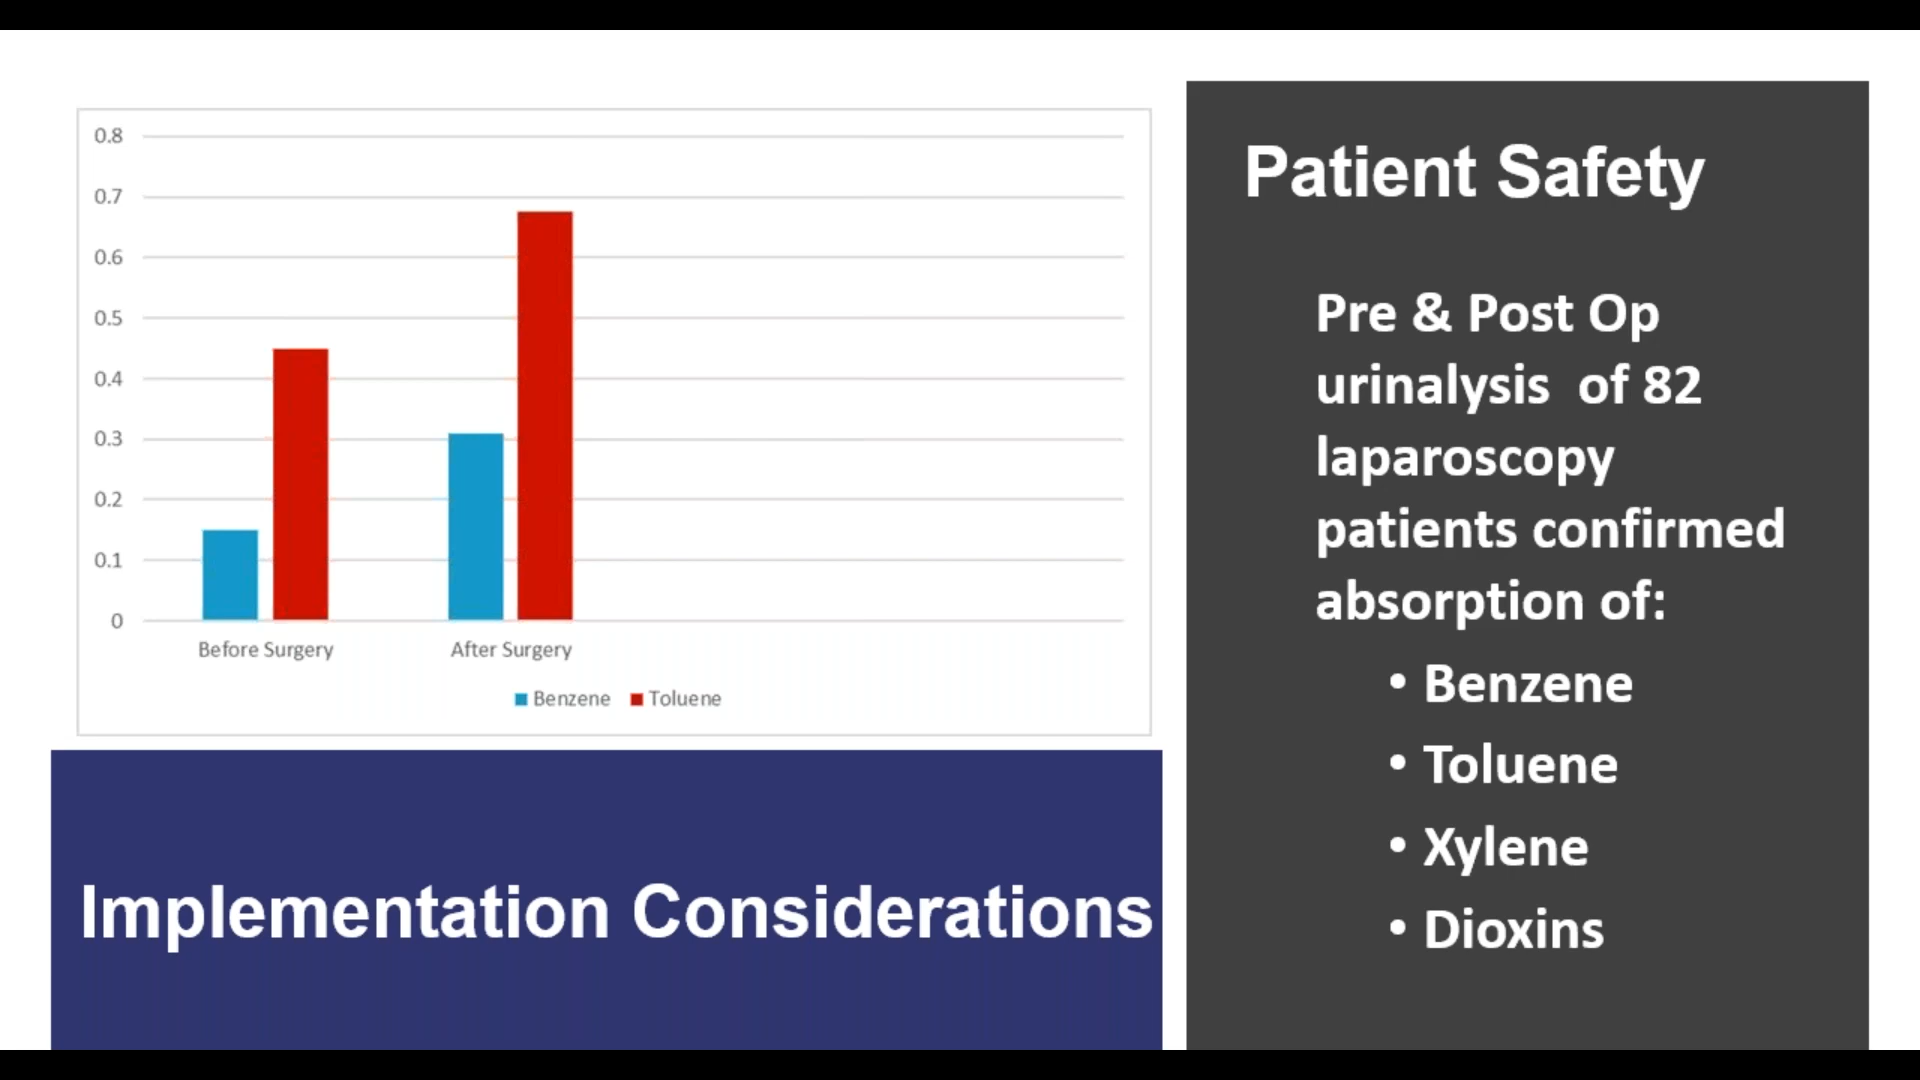 0.8
0.7
0.6
0.5
0.4
0.3
0.2
0.1
0
Before Surgery
After Surgery
Benzene
Toluene
Implementation Considerations
Patient Safety
Pre & Post Op
urinalysis of 82
laparoscopy
patients confirmed
absorption of:
• Benzene
• Toluene
• Xylene
• Dioxins